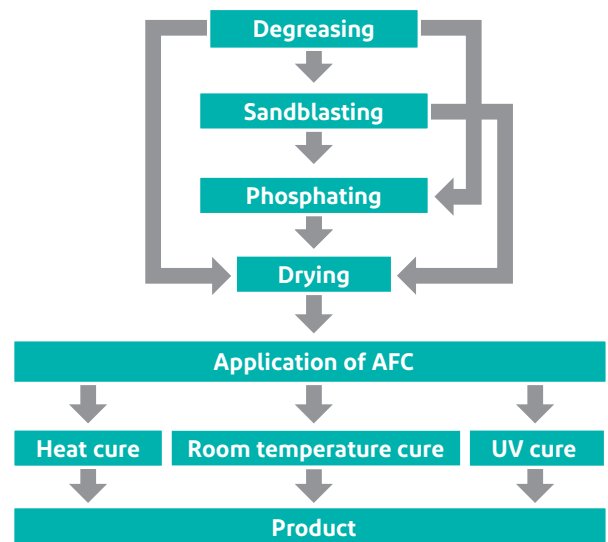 Degreasing
Sandblasting
Phosphating
Drying
Application of AFC
Heat cure
Room temperature cure
UV cure
Product